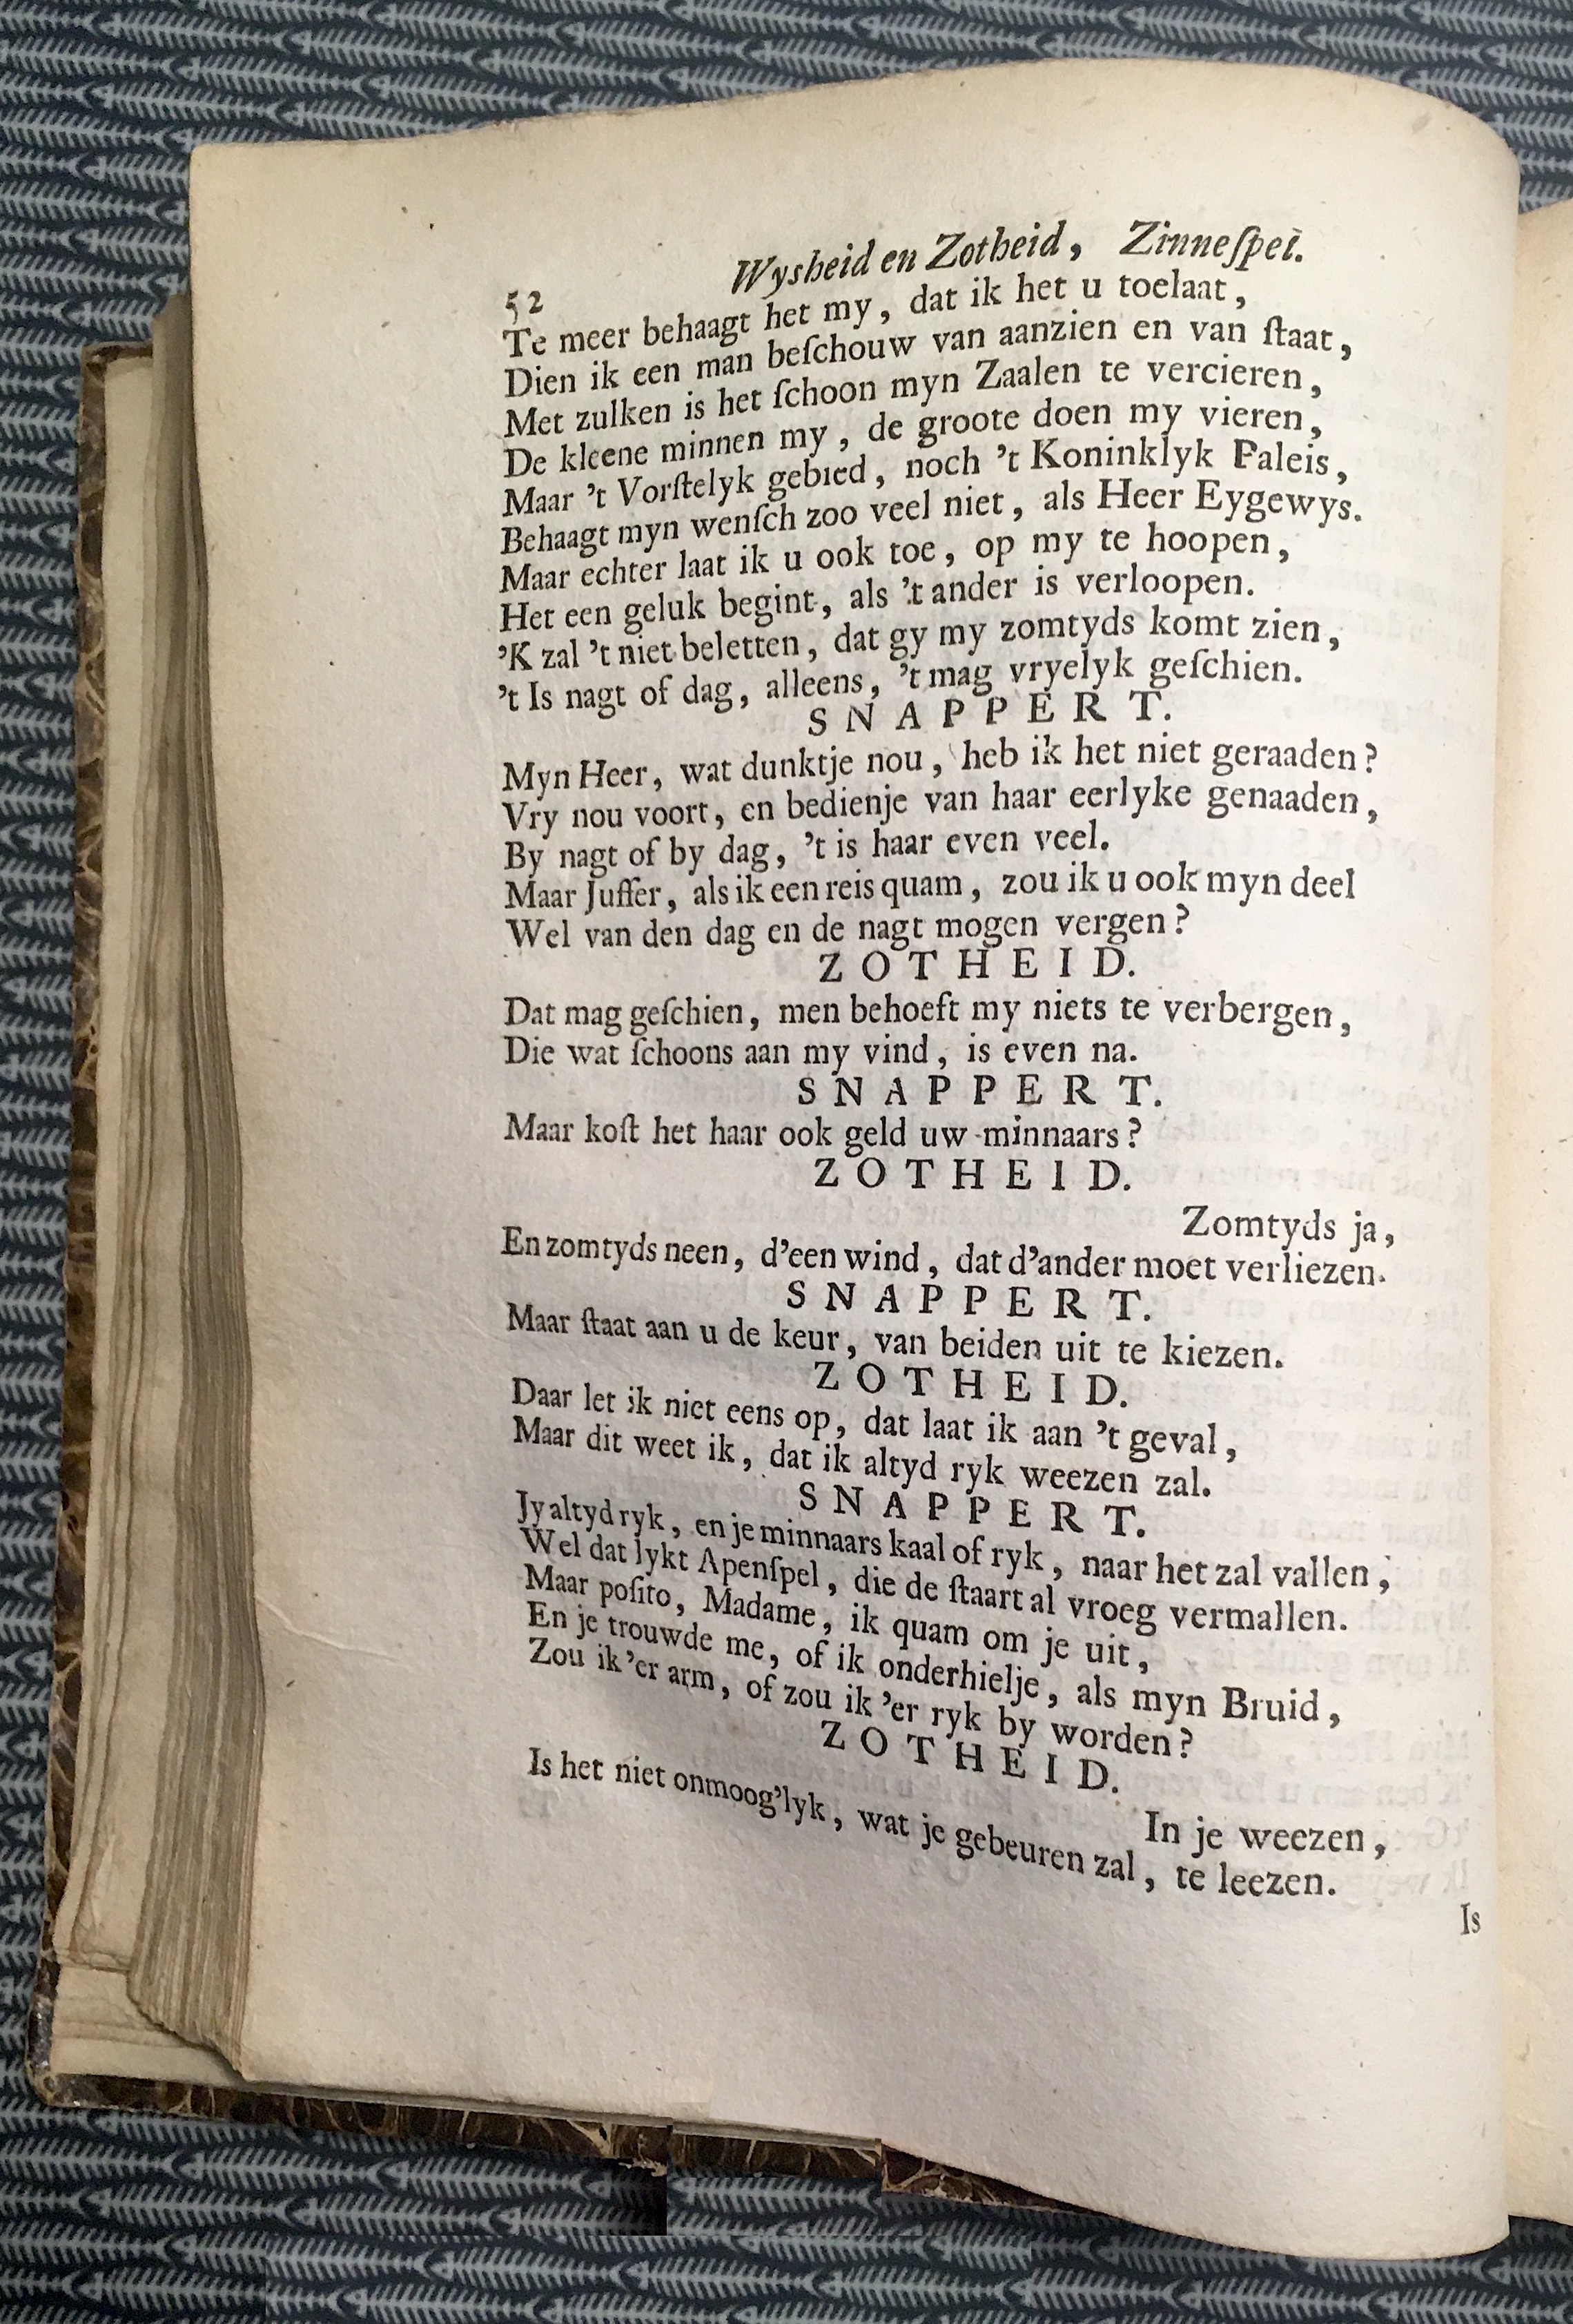 52 Wysheid en Zotheid, Zinneſpel.
Te meer behaagt het my, dat ik het u toelaat,
Dien ik een man beſchouw van aanzien en van ſtaat,
Met zulken is het ſchoon myn Zaalen te vercieren,
De kleene minnen my, de groote doen my vieren,
Maar 't Vorſtelyk gebied, noch 't Koninklyk Paleis,
Behaagt myn wenſch zoo veel niet, als Heer Eygewys.
Maar echter laat ik u ook toe, op my te hoopen,
Het een geluk begint, als 't ander is verloopen.
'K zal 't niet beletten, dat gy my zomtyds komt zien,
't Is nagt of dag, alleens, 't mag vryelyk geſchien.
SNAPPERT.
Myn Heer, wat dunktje nou, heb ik het niet geraaden?
Vry nou voort, en bedienje van haar eerlyke genaaden,
By nagt of by dag, 't is haar even veel.
Maar Juffer, als ik een reis quam, zou ik u ook myn deel
Wel van den dag en de nagt mogen vergen?
ZOTHEID.
Dat mag geſchien, men behoeft my niets te verbergen,
Die wat ſchoons aan my vind, is even na.
SNAPPERT.
Maar koſt het haar ook geld uw minnaars?
ZOTHEID.
Zomtyds ja,
En zomtyds neen, d'een wind, dat d'ander moet verliezen.
SNAPPERT.
Maar ſtaat aan u de keur, van beiden uit te kiezen.
ZOTHEID.
Daar let ik niet eens op, dat laat ik aan 't geval,
Maar dit weet ik, dat ik altyd ryk weezen zal.
SNAPPERT.
Jy altyd ryk, en je minnaars kaal of ryk, naar het zal vallen,
Wel dat lykt Apenſpel, die de ſtaart al vroeg vermallen.
Maar poſito, Madame, ik quam om je uit,
En je trouwde me, of ik onderhielje, als myn Bruid,
Zou ik 'er arm, of zou ik 'er ryk by worden?
ZOTHEID.
In je weezen,
Is het niet onmoog'lyk, wat je gebeuren zal, te leezen.
Is